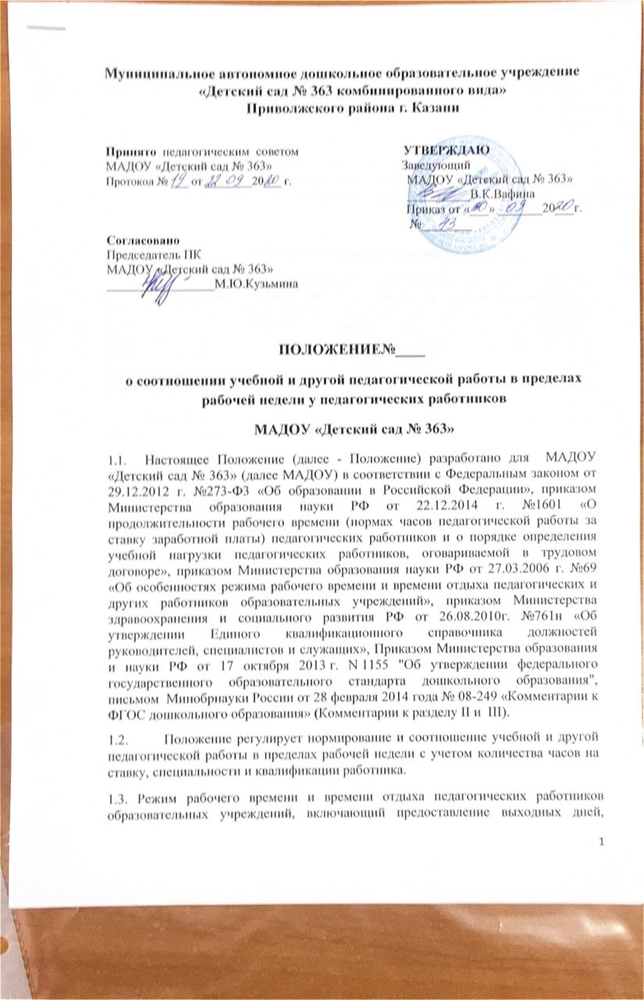 Муниципальное автономное дошкольное образовательное учреждение
«Детский сад № 363 комбинированного вида»
Приволжского района г. Казани
Принято педагогическим советом
МАДОУ «Детский сад № 363»
Протокол № 19 от 22 09 2020 г.
УТВЕРЖДАЮ
Заведующий
МАДОУ «Детский сад № 363»
В.К.Вафина
Приказ от « » 09 2020 г.
№ 43
Согласовано
Председатель ПК
МАДОУ «Детский сад № 363»
М.Ю.Кузьмина
ПОЛОЖЕНИЕ№____
о соотношении учебной и другой педагогической работы в пределах
рабочей недели у педагогических работников
МАДОУ «Детский сад № 363»
1.1. Настоящее Положение (далее - Положение) разработано для МАДОУ
«Детский сад № 363» (далее МАДОУ) в соответствии с Федеральным законом от
29.12.2012 г. №273-ФЗ «Об образовании в Российской Федерации», приказом
Министерства образования науки РФ от 22.12.2014 г. №1601 «О
продолжительности рабочего времени (нормах часов педагогической работы за
ставку заработной платы) педагогических работников и о порядке определения
учебной нагрузки педагогических работников, оговариваемой в трудовом
договоре», приказом Министерства образования науки РФ от 27.03.2006 г. №69
«Об особенностях режима рабочего времени и времени отдыха педагогических и
других работников образовательных учреждений», приказом Министерства
здравоохранения и социального развития РФ от 26.08.2010г. №761н «Об
утверждении Единого квалификационного справочника должностей
руководителей, специалистов и служащих», Приказом Министерства образования
и науки РФ от 17 октября 2013 г. N 1155 "Об утверждении федерального
государственного образовательного стандарта дошкольного образования",
письмом Минобрнауки России от 28 февраля 2014 года № 08-249 «Комментарии к
ФГОС дошкольного образования» (Комментарии к разделу II и III).
1.2. Положение регулирует нормирование и соотношение учебной и другой
педагогической работы в пределах рабочей недели с учетом количества часов на
ставку, специальности и квалификации работника.
1.3. Режим рабочего времени и времени отдыха педагогических работников
образовательных учреждений, включающий предоставление выходных дней,
1